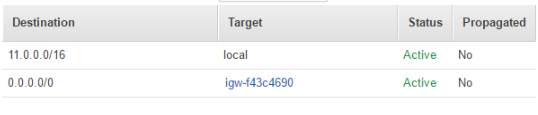 Destination Target Status Propagated
11.0.0.0/16 local Active No
0.0.0.0/0 igw-f43c4690 Active No